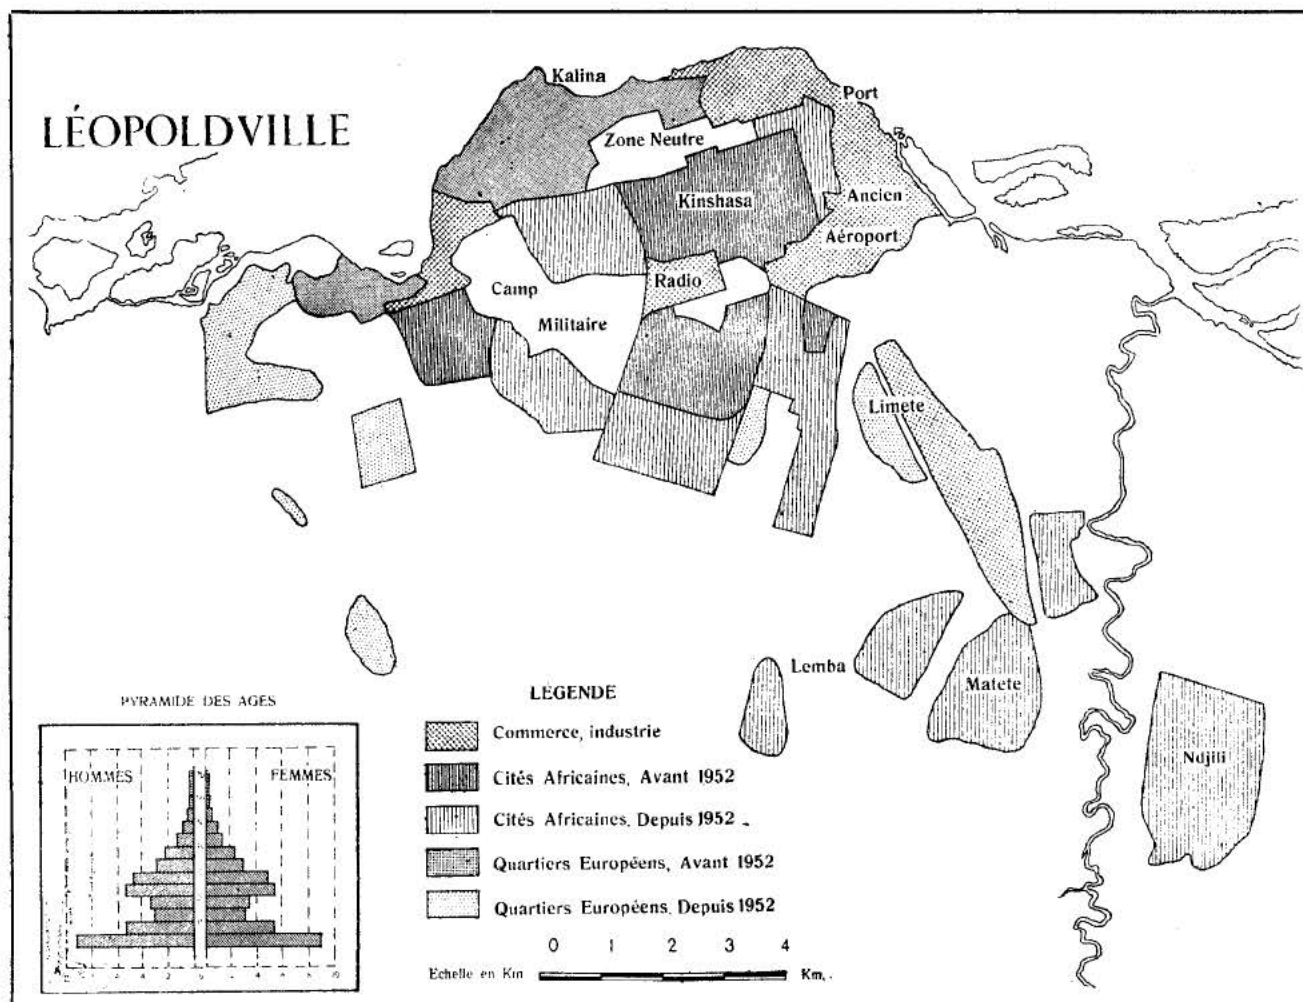 LÉOPOLDVILLE
Kalina
Port
Zone Neutre
Kinshasa
Ancien
Aéroport
Camp
Radio
Militaire
Limete
Lemba
Matete
Ndjili
PYRAMIDE DES AGES
HOMMES
FEMMES
LÉGENDE
Commerce, industrie
Cités Africaines, Avant 1952
Cités Africaines, Depuis 1952
Quartiers Européens, Avant 1952
Quartiers Européens, Depuis 1952
0 1 2 3 4
Echelle en Km
Km.